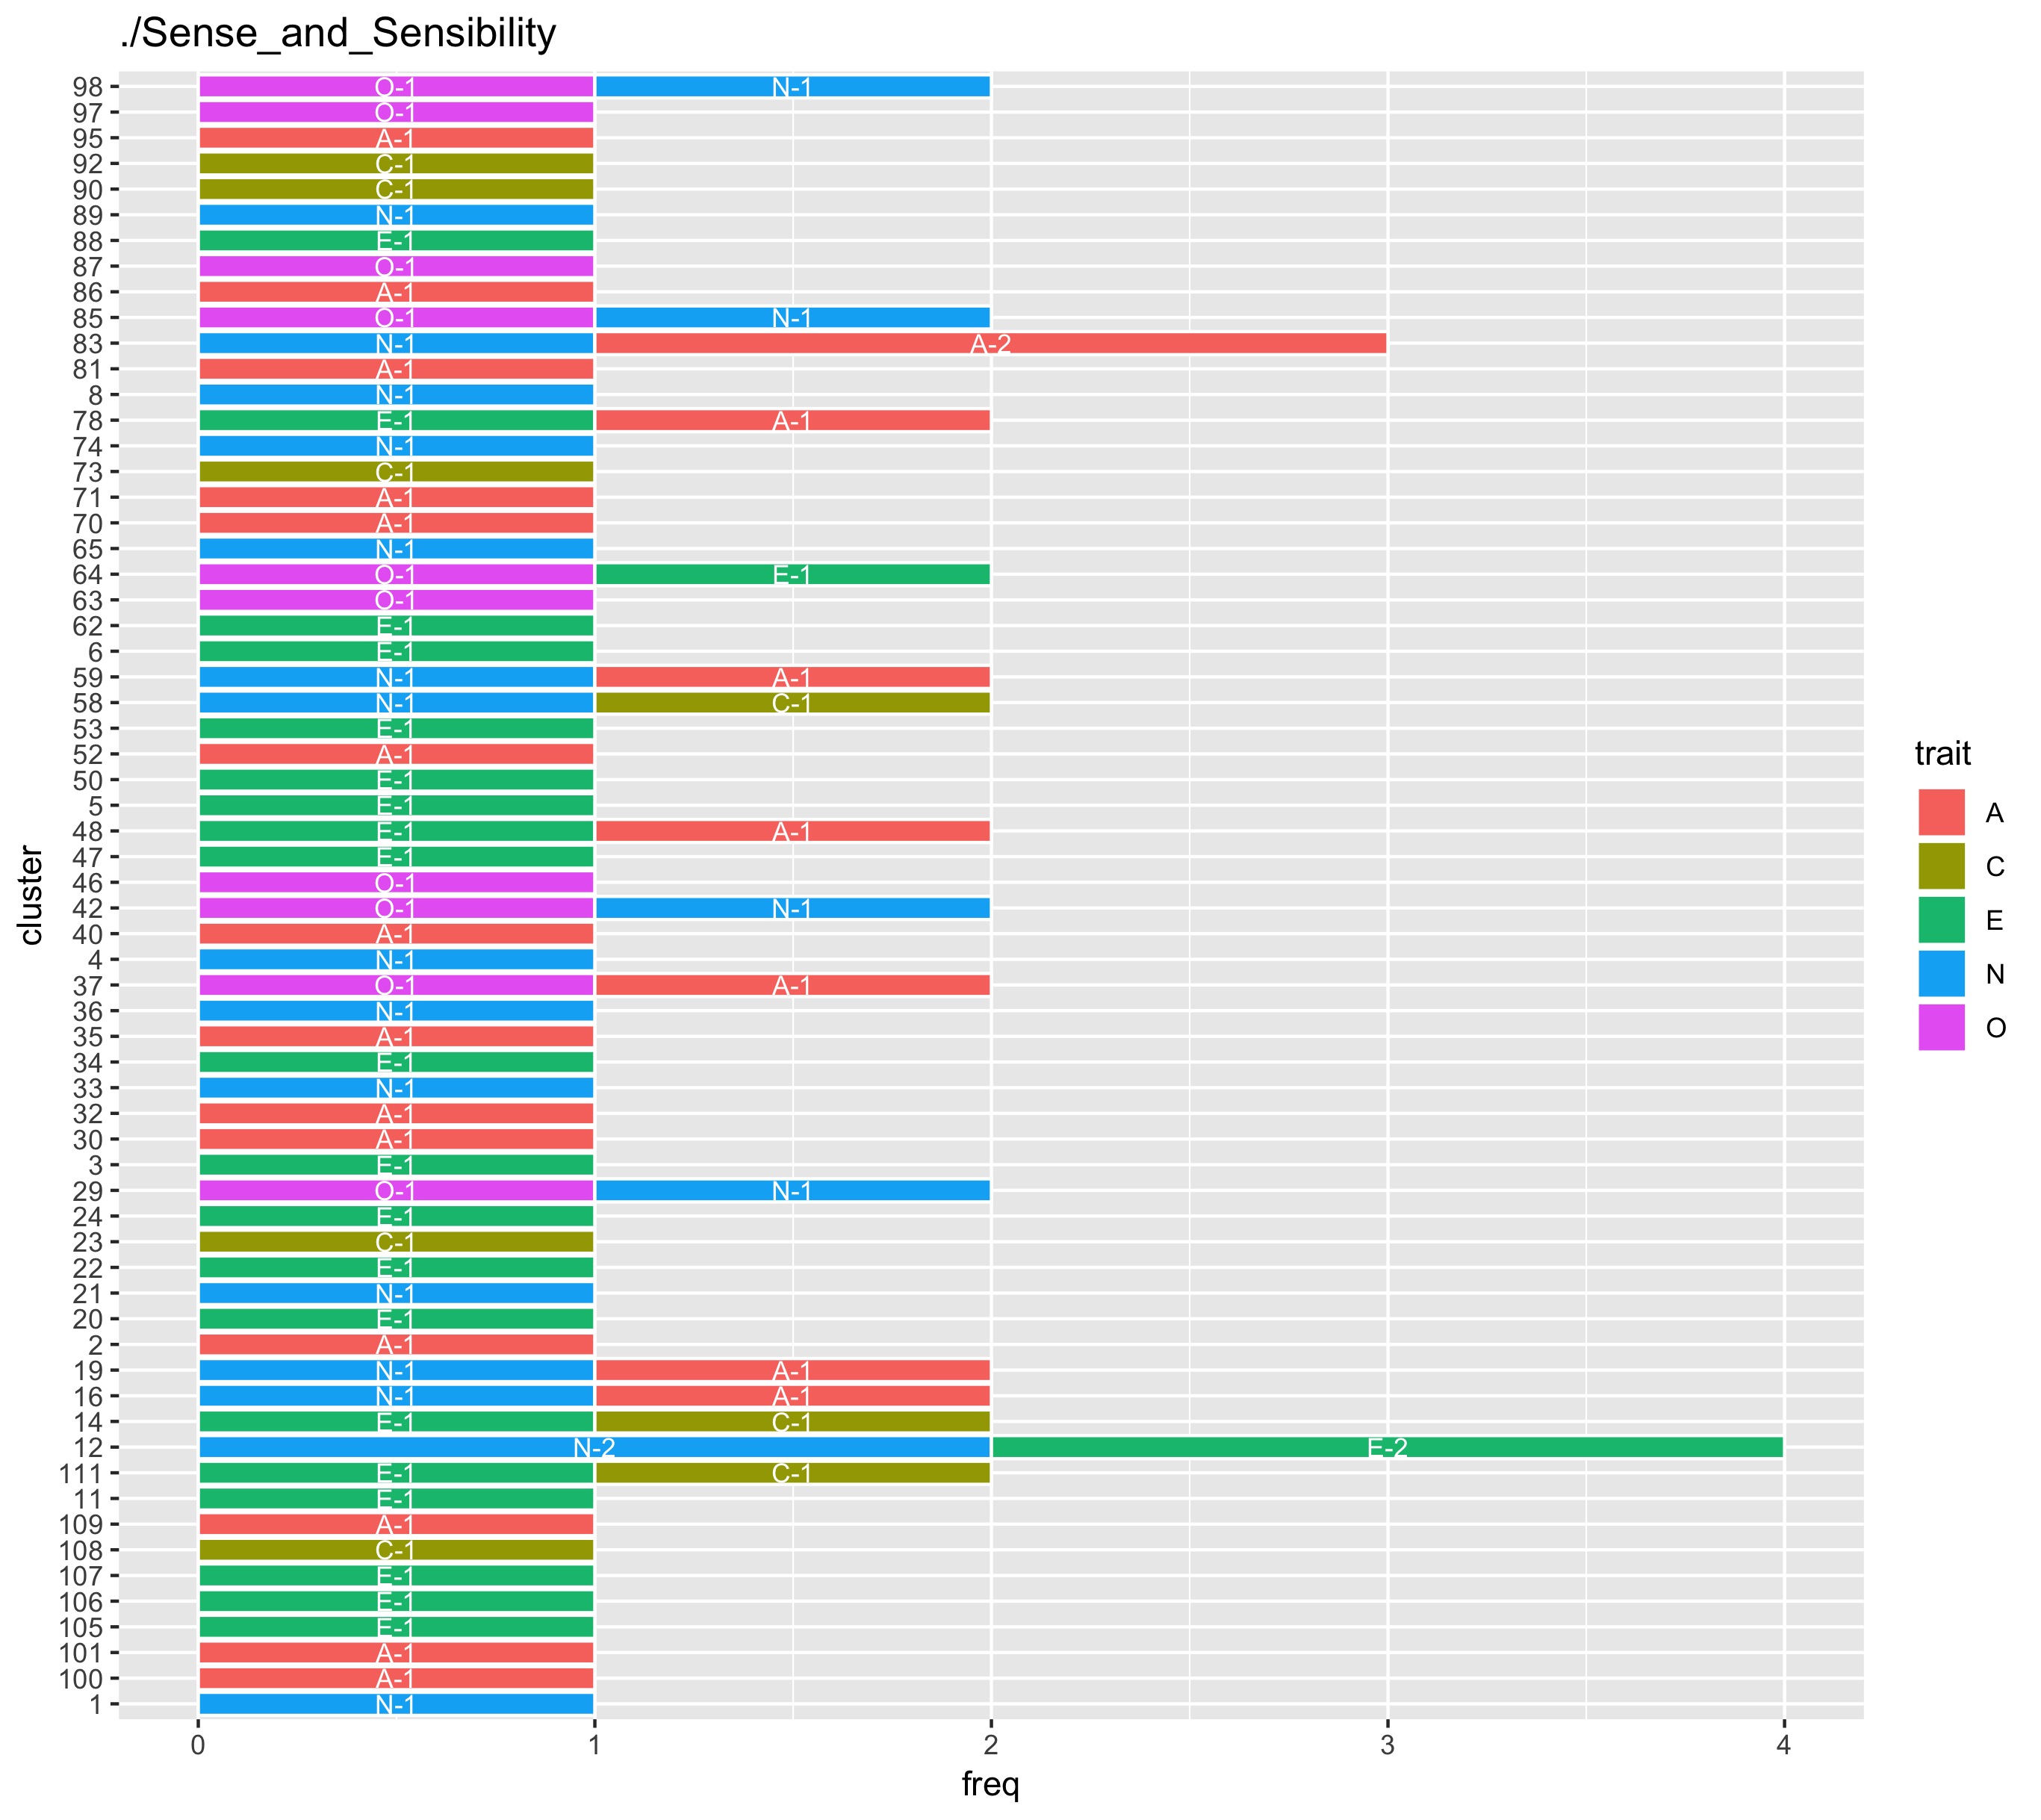 ./Sense_and_Sensibility
98 O-1 N-1
97 O-1
95 A-1
92 C-1
90 C-1
89 N-1
88 E-1
87 O-1
86 A-1
85 O-1 N-1
83 N-1 A-2
81 A-1
8 N-1
78 E-1 A-1
74 N-1
73 C-1
71 A-1
70 A-1
65 N-1
64 O-1 E-1
63 O-1
62 E-1
6 E-1
59 N-1 A-1
58 N-1 C-1
53 E-1
52 A-1
50 E-1
5 E-1
48 E-1 A-1
47 E-1
46 O-1
42 O-1 N-1
40 A-1
4 N-1
37 O-1 A-1
36 N-1
35 A-1
34 E-1
33 N-1
32 A-1
30 A-1
3 E-1
29 O-1 N-1
24 E-1
23 C-1
22 E-1
21 N-1
20 E-1
2 A-1
19 N-1 A-1
16 N-1 A-1
14 E-1 C-1
12 N-2 E-2
111 E-1 C-1
11 E-1
109 A-1
108 C-1
107 E-1
106 E-1
105 E-1
101 A-1
100 A-1
1 N-1
0 1 2 3 4
freq
cluster
trait
A
C
E
N
O